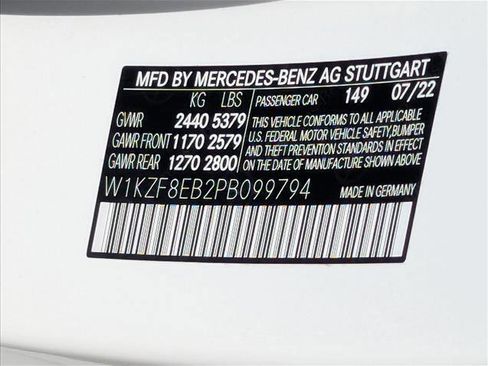 MFD BY MERCEDES-BENZ AG STUTTGART
KG LBS PASSENGER CAR 149 07/22
GVWR 2440 5379
GAWR FRONT 1170 2579
GAWR REAR 1270 2800
THIS VEHICLE CONFORMS TO ALL APPLICABLE
U.S. FEDERAL MOTOR VEHICLE SAFETY, BUMPER
AND THEFT PREVENTION STANDARDS IN EFFECT
ON THE DATE OF MANUFACTURE SHOWN ABOVE.
W1KZF8EB2PB099794 MADE IN GERMANY